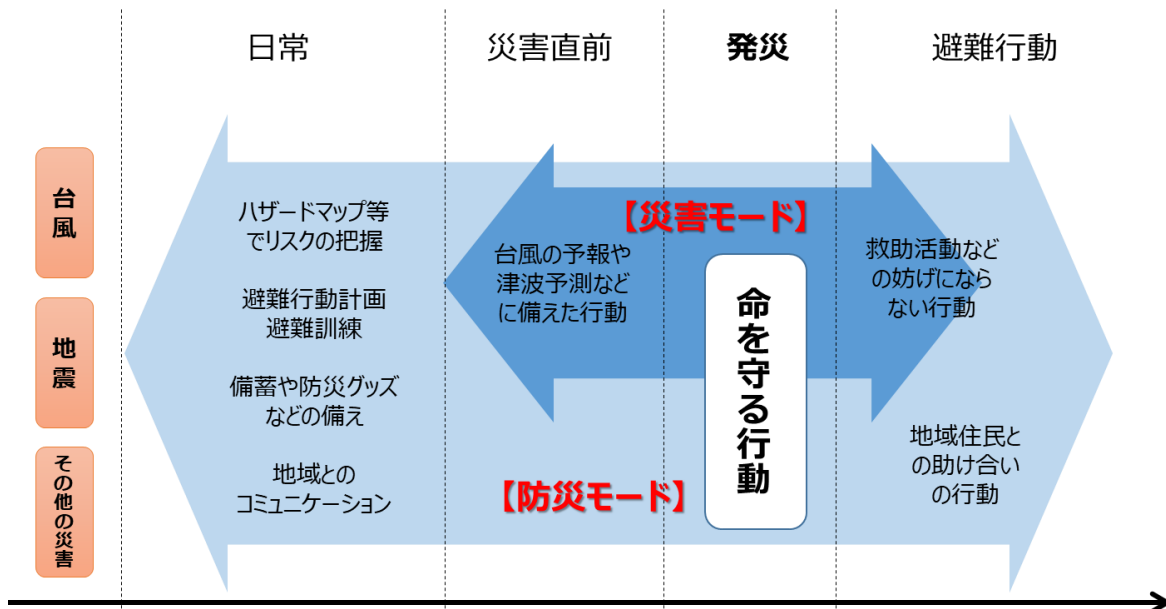 日常
災害直前
発災
避難行動
台風
地震
その他の災害
ハザードマップ等
でリスクの把握
避難行動計画
避難訓練
備蓄や防災グッズ
などの備え
地域との
コミュニケーション
【災害モード】
台風の予報や
津波予測など
に備えた行動
【防災モード】
命を守る行動
救助活動など
の妨げになら
ない行動
地域住民と
の助け合い
の行動